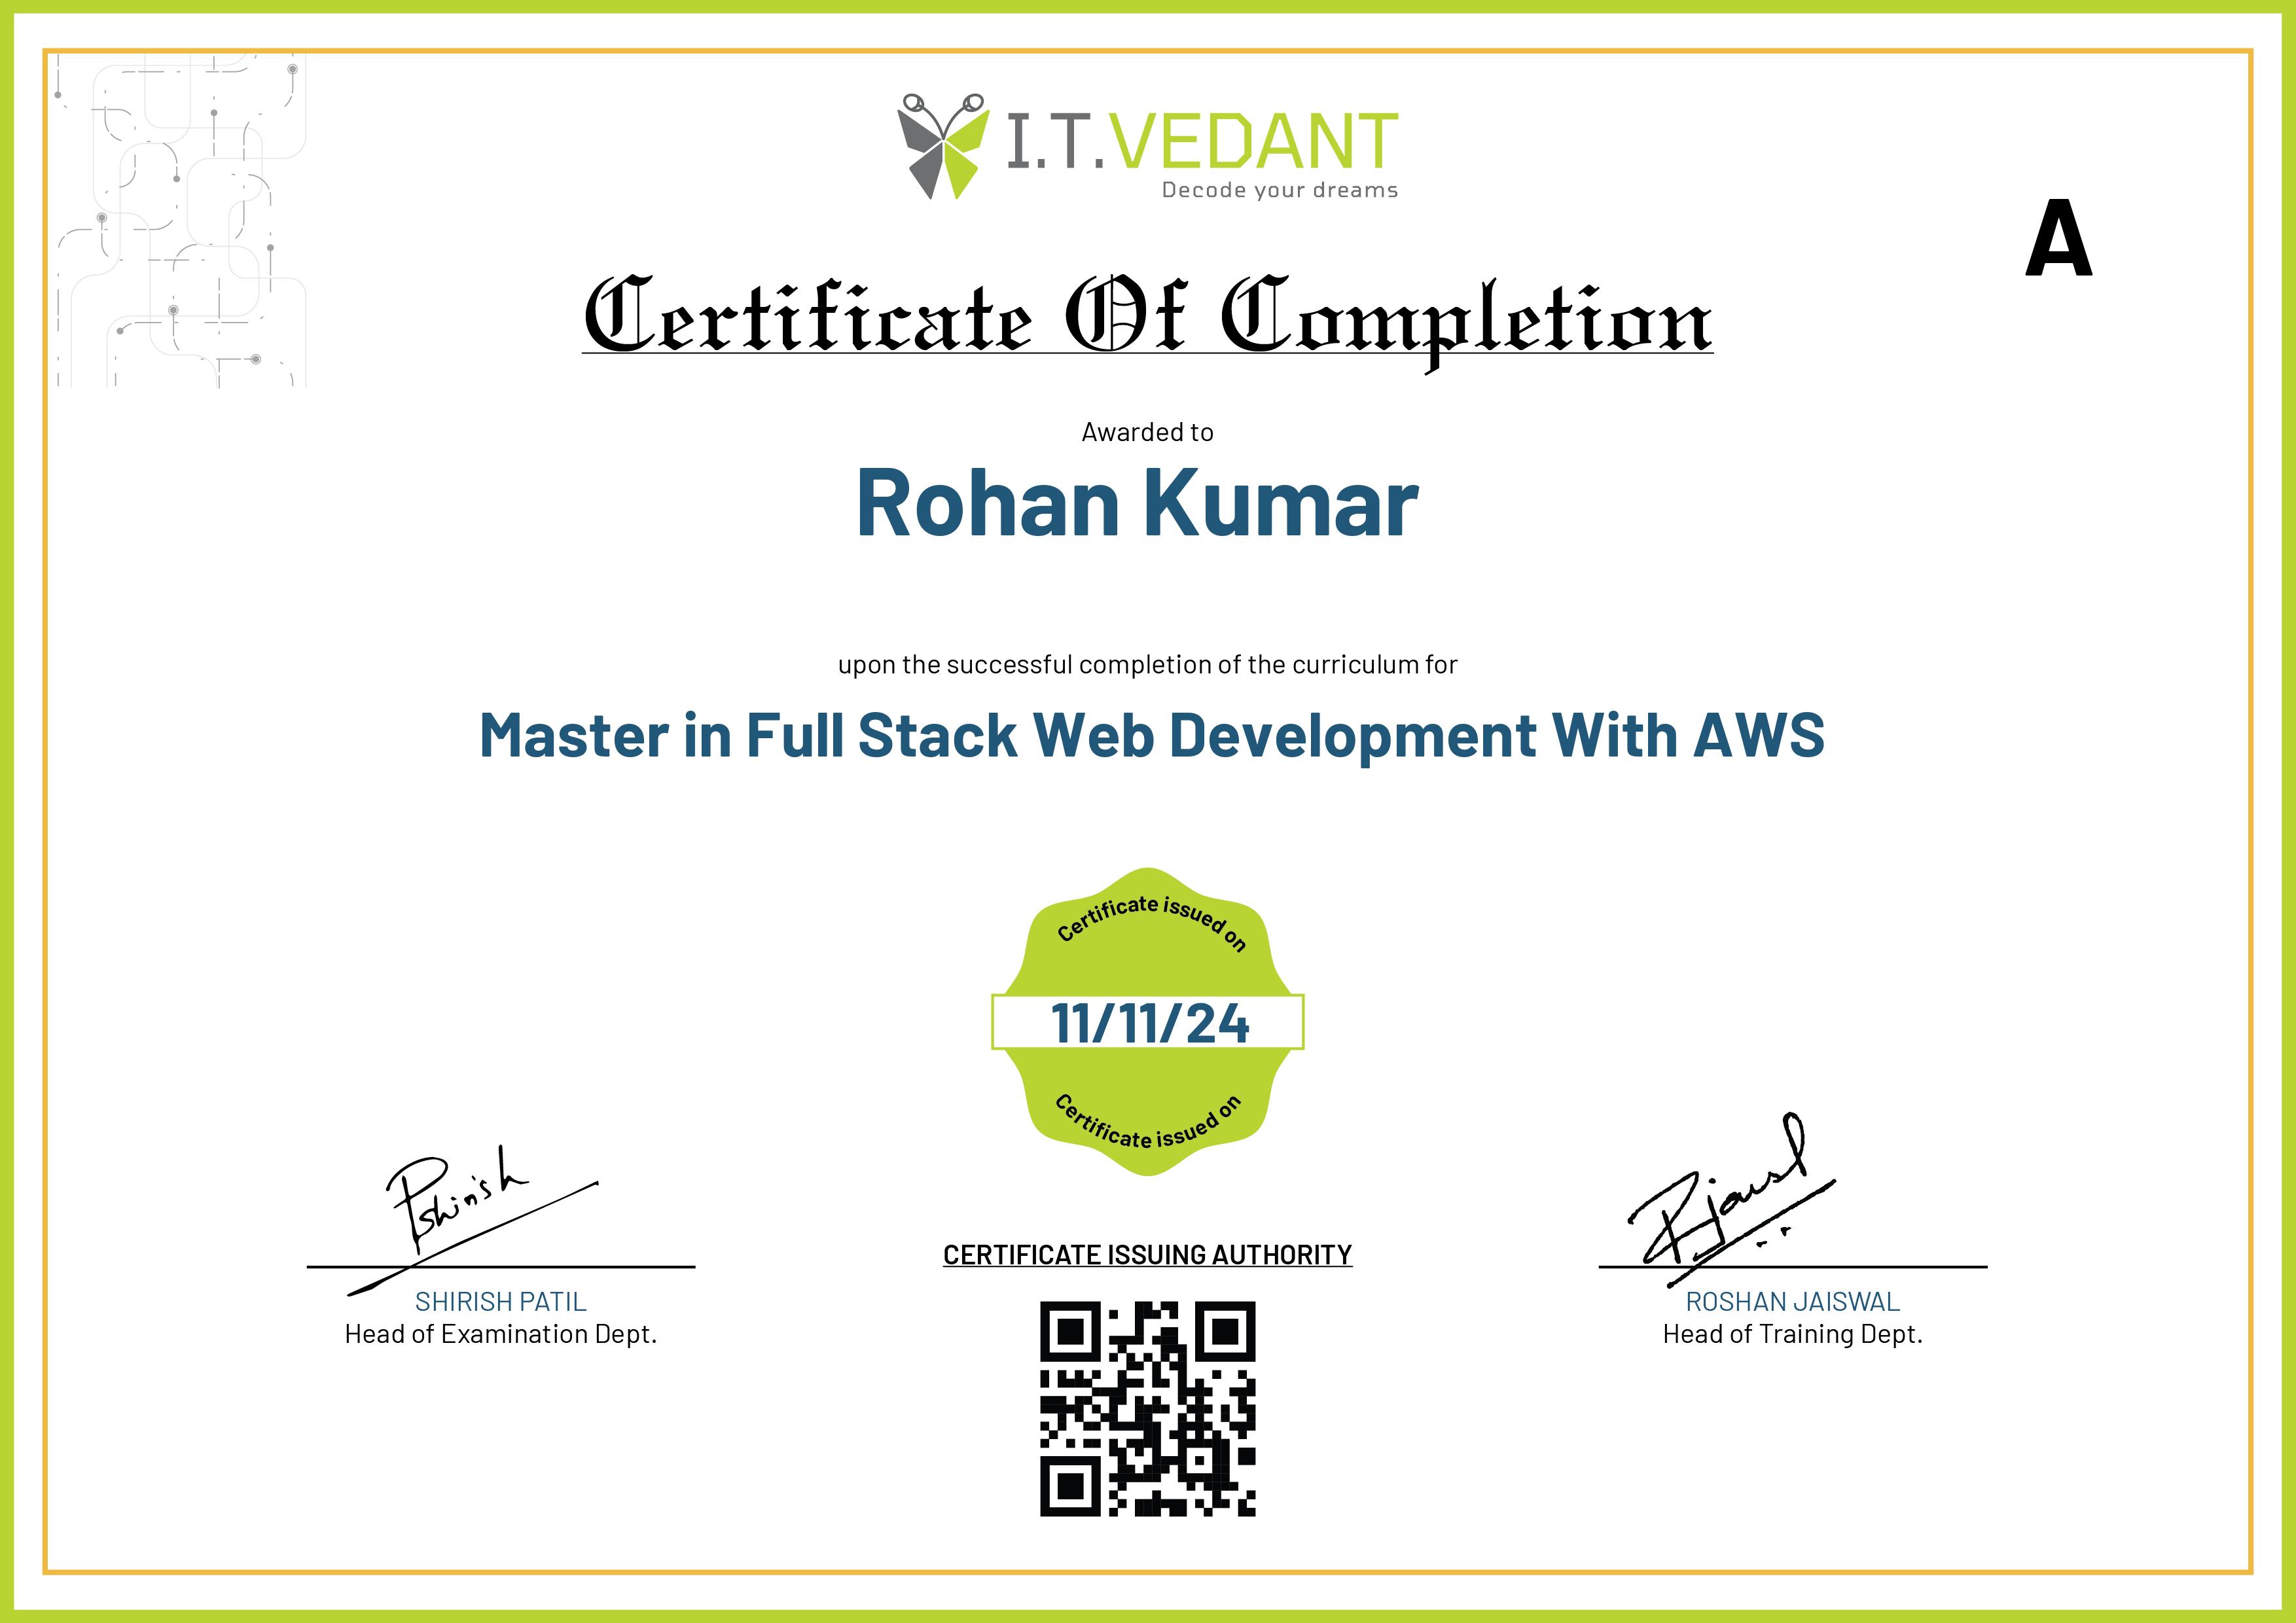 I.T.VEDANT
Decode your dreams
A
Certificate Of Completion
Awarded to
Rohan Kumar
upon the successful completion of the curriculum for
Master in Full Stack Web Development With AWS
Certificate issued on
11/11/24
Certificate issued on
Pshirish
Rjaiswal
CERTIFICATE ISSUING AUTHORITY
SHIRISH PATIL
Head of Examination Dept.
ROSHAN JAISWAL
Head of Training Dept.